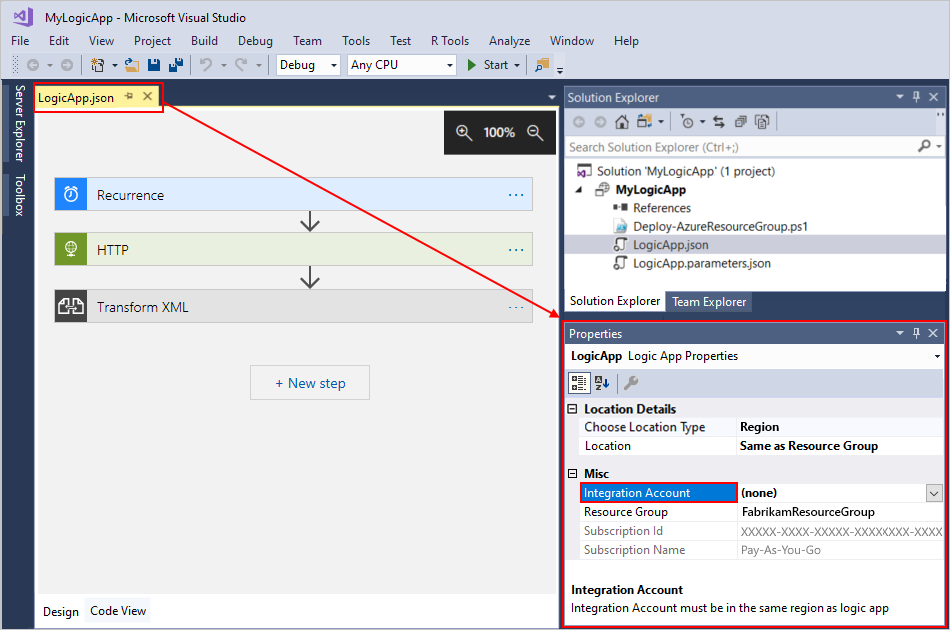 MyLogicApp - Microsoft Visual Studio
File Edit View Project Build Debug Team Tools Test R Tools Analyze Window Help
Debug Any CPU Start
Server Explorer
Toolbox
LogicApp.json
100%
Recurrence ...
HTTP ...
Transform XML ...
+ New step
Design Code View
Solution Explorer
Search Solution Explorer (Ctrl+;)
Solution 'MyLogicApp' (1 project)
MyLogicApp
References
Deploy-AzureResourceGroup.ps1
LogicApp.json
LogicApp.parameters.json
Solution Explorer Team Explorer
Properties
LogicApp Logic App Properties
Location Details
Choose Location Type Region
Location Same as Resource Group
Misc
Integration Account (none)
Resource Group FabrikamResourceGroup
Subscription Id XXXXX-XXXX-XXXXX-XXXXXXXX-XXXX
Subscription Name Pay-As-You-Go
Integration Account
Integration Account must be in the same region as logic app